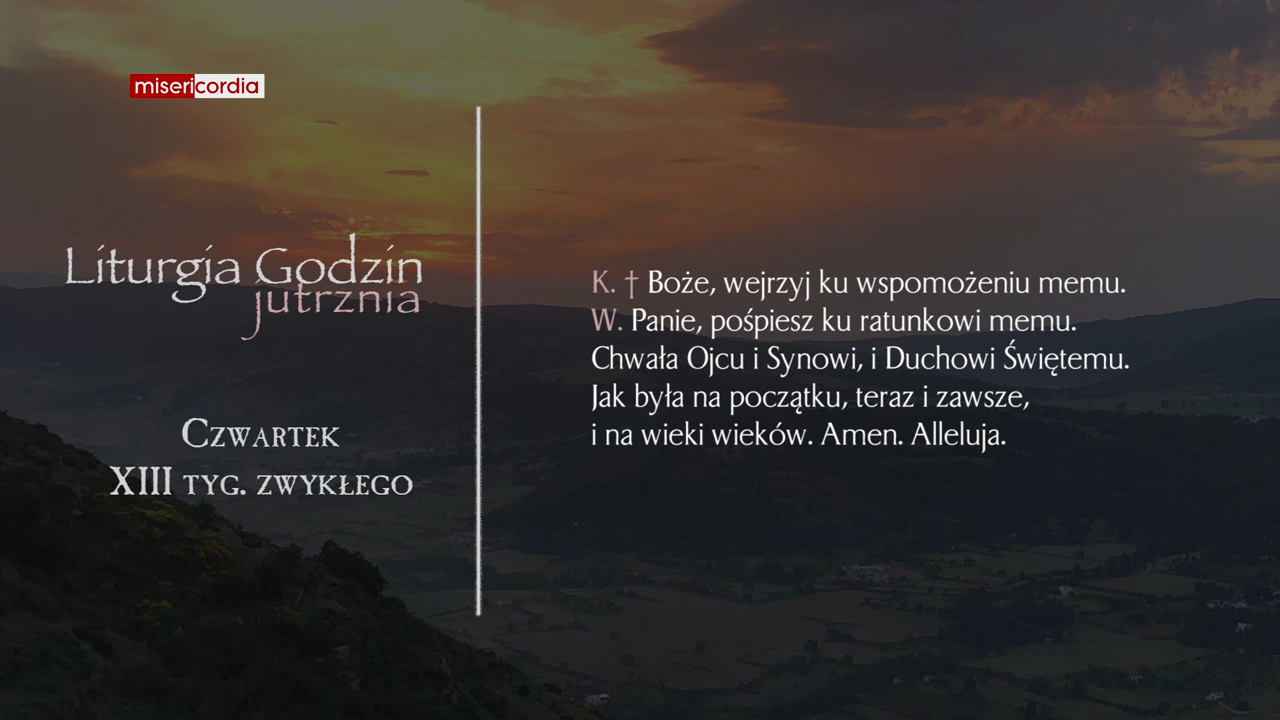 misericordia
Liturgia Godzin
jutrznia
Czwartek
XIII tyg. zwykłego
K. † Boże, wejrzyj ku wspomożeniu memu.
W. Panie, pośpiesz ku ratunkowi memu.
Chwała Ojcu i Synowi, i Duchowi Świętemu.
Jak była na początku, teraz i zawsze,
i na wieki wieków. Amen. Alleluja.